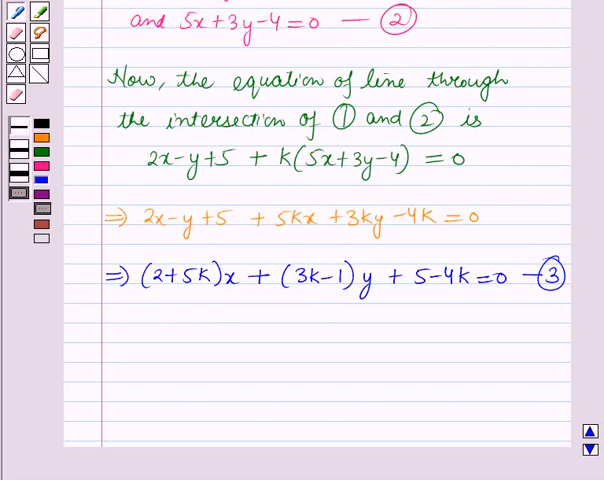 and 5x+3y-4=0 — ②
Now, the equation of line through
the intersection of ① and ② is
2x-y+5 + k(5x+3y-4) = 0
⇒) 2x-y+5 + 5kx +3ky -4k = 0
⇒) (2+5k)x + (3k-1)y + 5-4k=0 -③